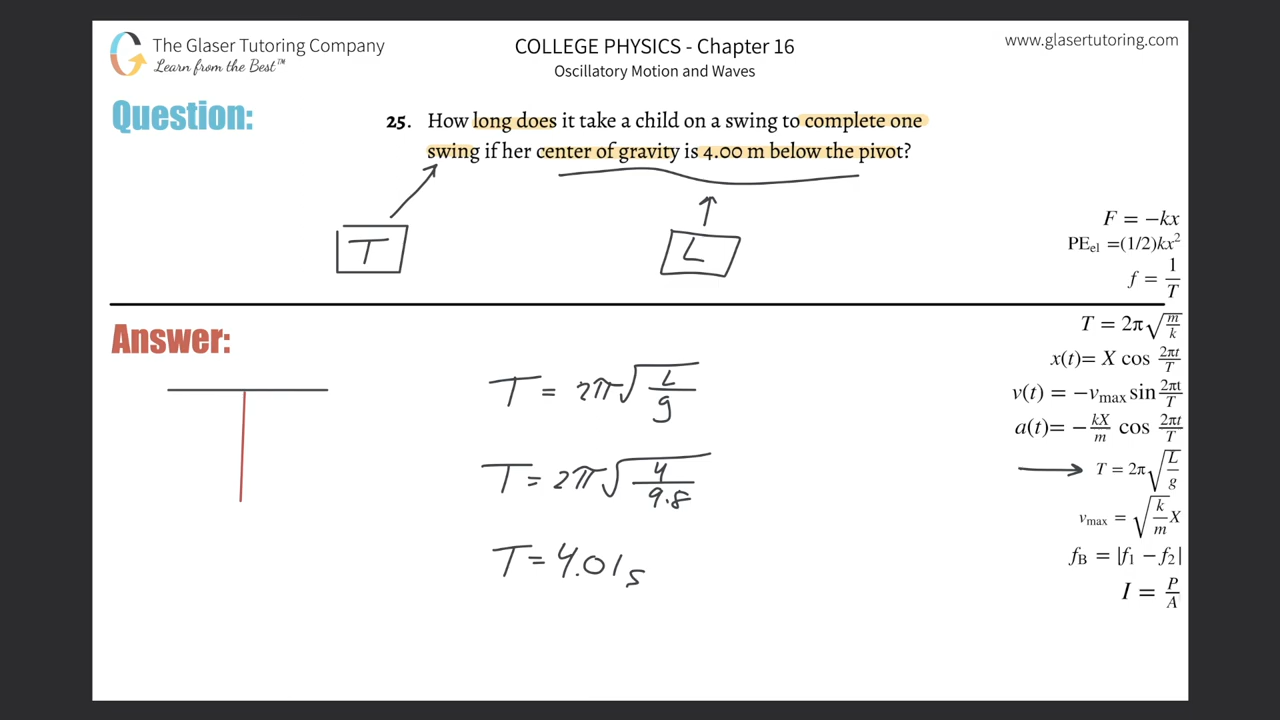 The Glaser Tutoring Company
Learn from the Best™
COLLEGE PHYSICS - Chapter 16
Oscillatory Motion and Waves
www.glasertutoring.com
Question:
25. How long does it take a child on a swing to complete one
swing if her center of gravity is 4.00 m below the pivot?
T
L
F = −kx
PEel =(1/2)kx²
f = 1/T
Answer:
T = 2π√(m/k)
x(t)= X cos 2πt/T
v(t) = −vmax sin 2πt/T
a(t)= −kX/m cos 2πt/T
T = 2π√(L/g)
vmax = √(k/m)X
fB = |f1 − f2|
I = P/A
T = 2π√(L/g)
T = 2π√(4/9.8)
T = 4.01s